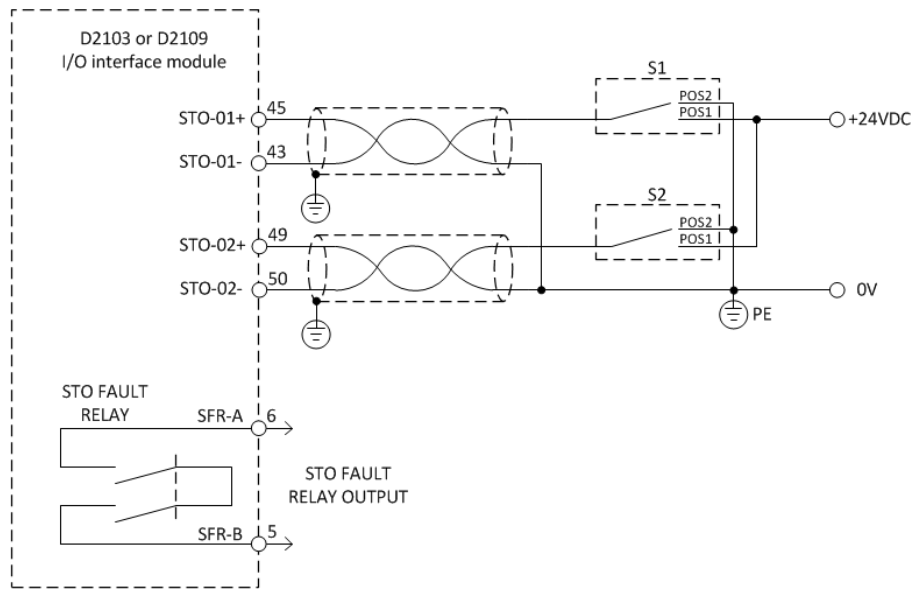 D2103 or D2109
I/O interface module
S1
POS2
POS1
STO-01+
45
+24VDC
STO-01-
43
S2
POS2
POS1
STO-02+
49
STO-02-
50
0V
PE
STO FAULT
RELAY
SFR-A
6
STO FAULT
RELAY OUTPUT
SFR-B
5